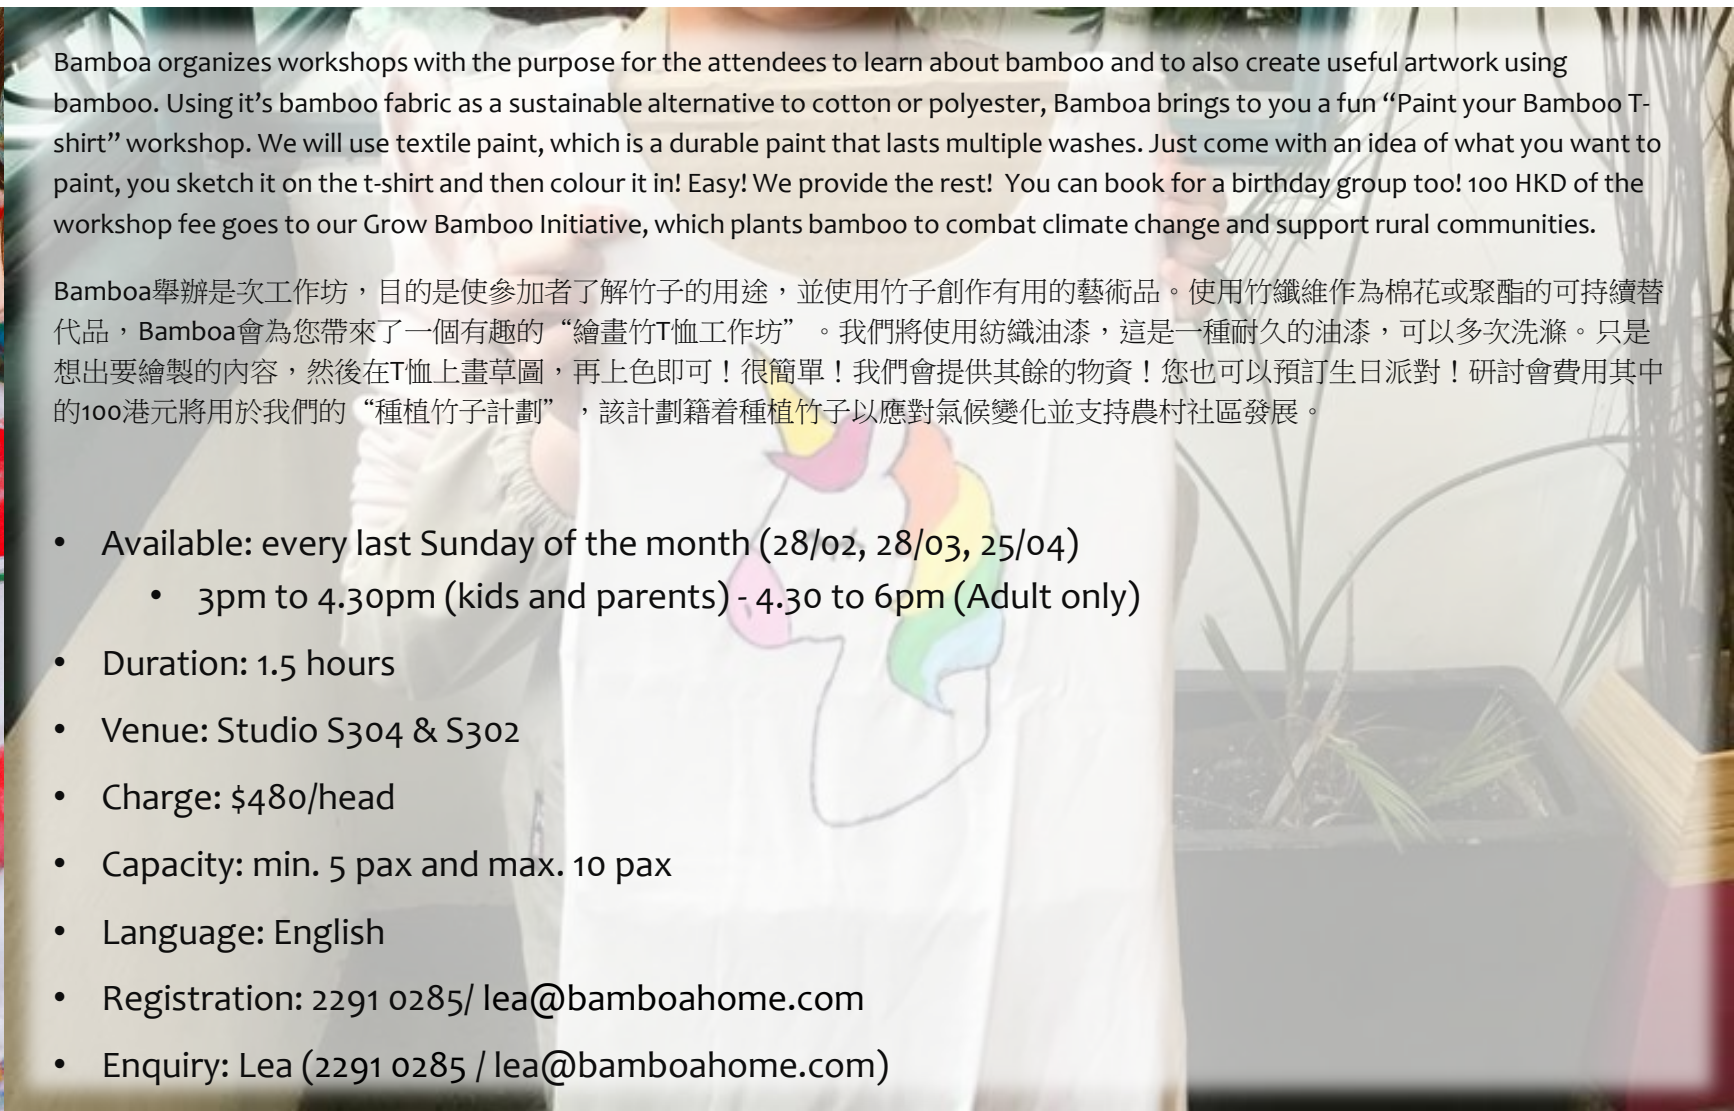 Bamboa organizes workshops with the purpose for the attendees to learn about bamboo and to also create useful artwork using
bamboo. Using it's bamboo fabric as a sustainable alternative to cotton or polyester, Bamboa brings to you a fun “Paint your Bamboo T-
shirt” workshop. We will use textile paint, which is a durable paint that lasts multiple washes. Just come with an idea of what you want to
paint, you sketch it on the t-shirt and then colour it in! Easy! We provide the rest!  You can book for a birthday group too! 100 HKD of the
workshop fee goes to our Grow Bamboo Initiative, which plants bamboo to combat climate change and support rural communities.
Bamboa舉辦是次工作坊，目的是使參加者了解竹子的用途，並使用竹子創作有用的藝術品。使用竹纖維作為棉花或聚酯的可持續替
代品，Bamboa會為您帶來了一個有趣的“繪畫竹T恤工作坊”。我們將使用紡織油漆，這是一種耐久的油漆，可以多次洗滌。只是
想出要繪製的內容，然後在T恤上畫草圖，再上色即可！很簡單！我們會提供其餘的物資！您也可以預訂生日派對！研討會費用其中
的100港元將用於我們的“種植竹子計劃”，該計劃籍着種植竹子以應對氣候變化並支持農村社區發展。
• Available: every last Sunday of the month (28/02, 28/03, 25/04)
• 3pm to 4.30pm (kids and parents) - 4.30 to 6pm (Adult only)
• Duration: 1.5 hours
• Venue: Studio S304 & S302
• Charge: $480/head
• Capacity: min. 5 pax and max. 10 pax
• Language: English
• Registration: 2291 0285/ lea@bamboahome.com
• Enquiry: Lea (2291 0285 / lea@bamboahome.com)